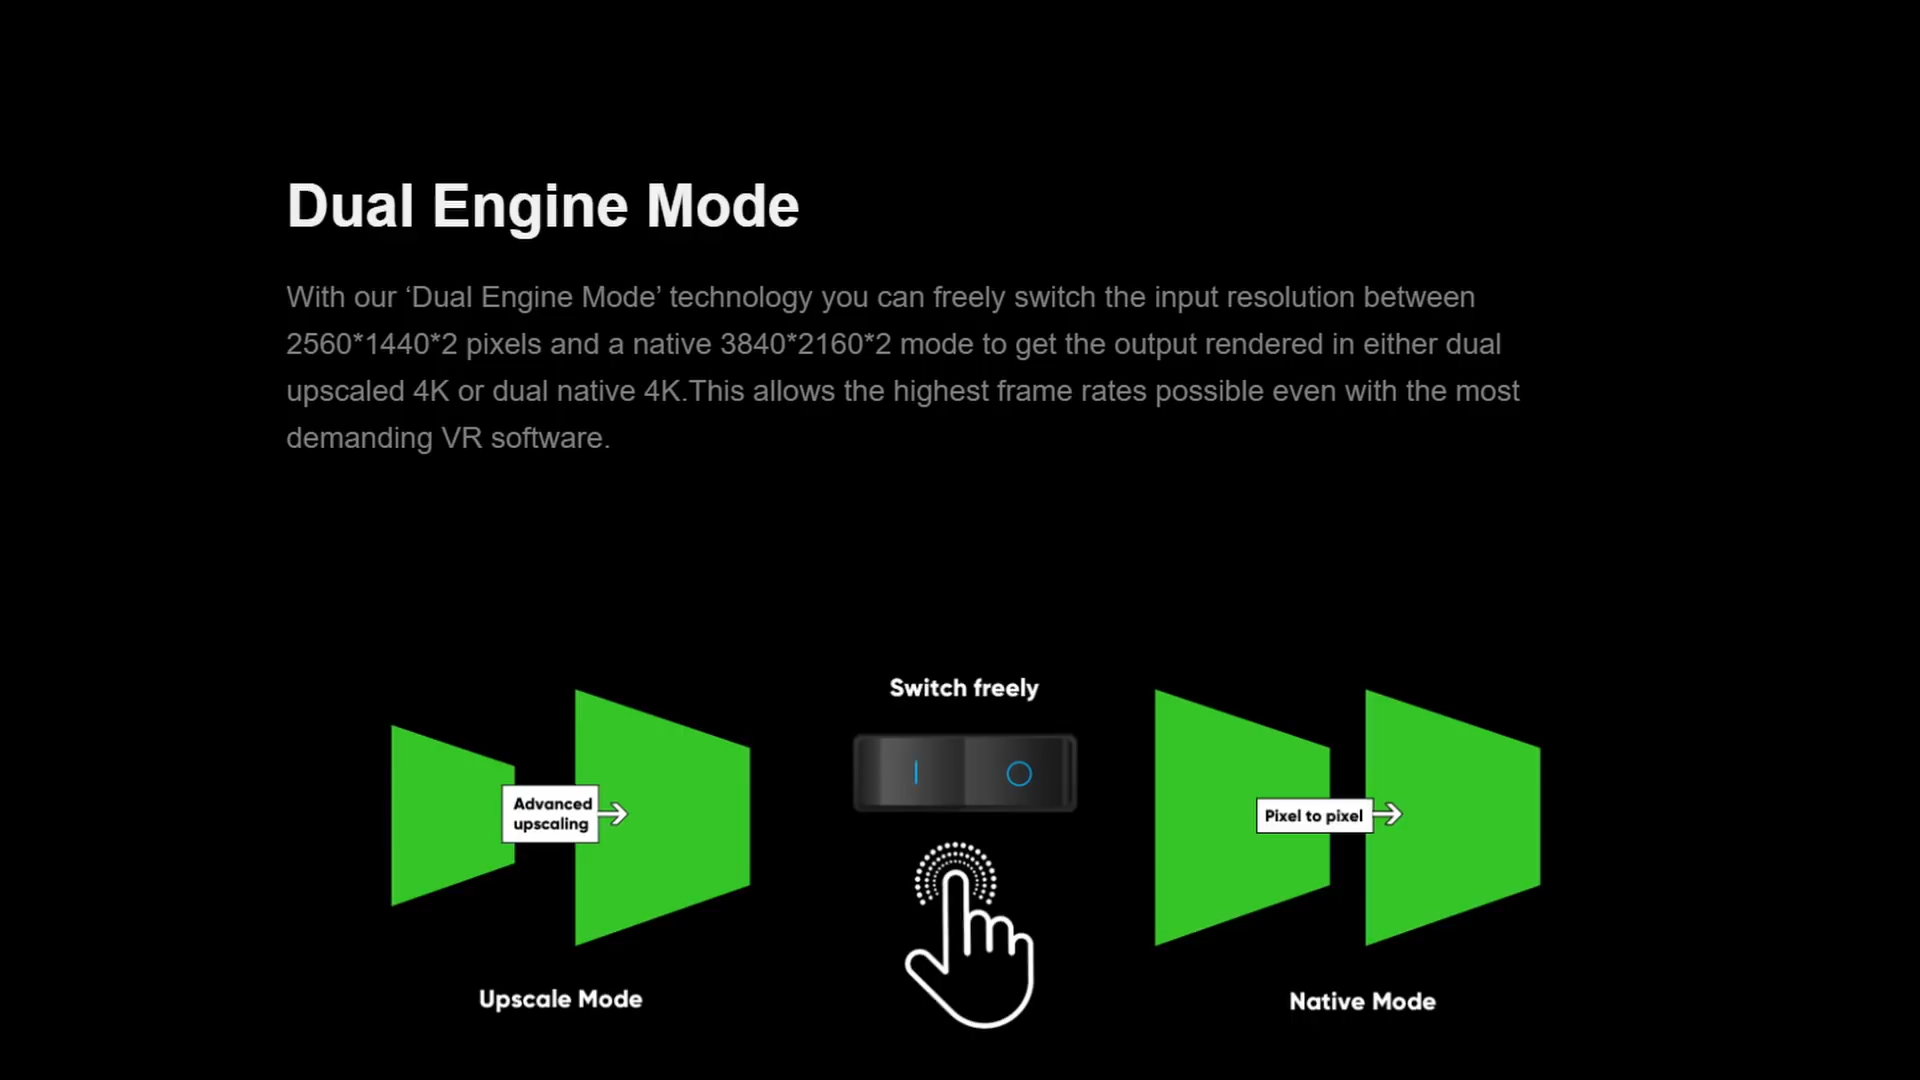 Dual Engine Mode
With our ‘Dual Engine Mode’ technology you can freely switch the input resolution between
2560*1440*2 pixels and a native 3840*2160*2 mode to get the output rendered in either dual
upscaled 4K or dual native 4K.This allows the highest frame rates possible even with the most
demanding VR software.
Switch freely
Advanced
upscaling
Pixel to pixel
Upscale Mode
Native Mode